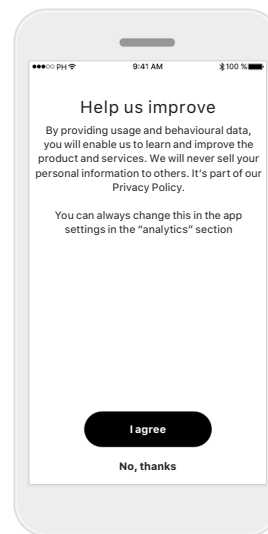 ●●●○○ PH 9:41 AM 100 %
Help us improve
By providing usage and behavioural data,
you will enable us to learn and improve the
product and services. We will never sell your
personal information to others. It’s part of our
Privacy Policy.
You can always change this in the app
settings in the “analytics” section
I agree
No, thanks